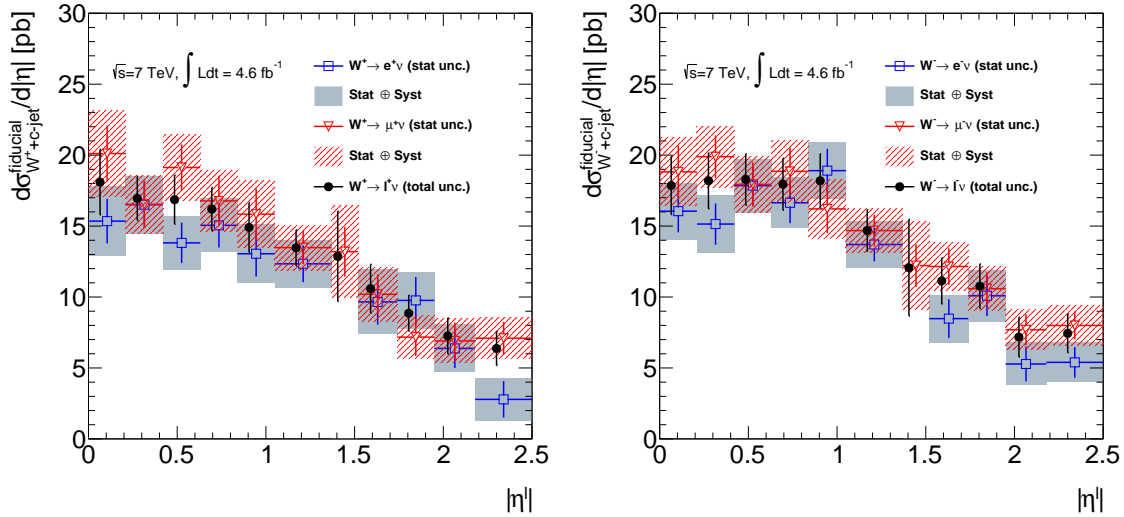 dσ^fiducial_{W⁺+c-jet}/d|η| [pb]
30
25
20
15
10
5
0
√s=7 TeV, ∫ Ldt = 4.6 fb⁻¹
W⁺→ e⁺ν (stat unc.)
Stat ⊕ Syst
W⁺→ μ⁺ν (stat unc.)
Stat ⊕ Syst
W⁺→ l⁺ν (total unc.)
0 0.5 1 1.5 2 2.5
|ηˡ|
dσ^fiducial_{W⁻+c-jet}/d|η| [pb]
30
25
20
15
10
5
0
√s=7 TeV, ∫ Ldt = 4.6 fb⁻¹
W⁻→ e⁻ν (stat unc.)
Stat ⊕ Syst
W⁻→ μ⁻ν (stat unc.)
Stat ⊕ Syst
W⁻→ l⁻ν (total unc.)
0 0.5 1 1.5 2 2.5
|ηˡ|